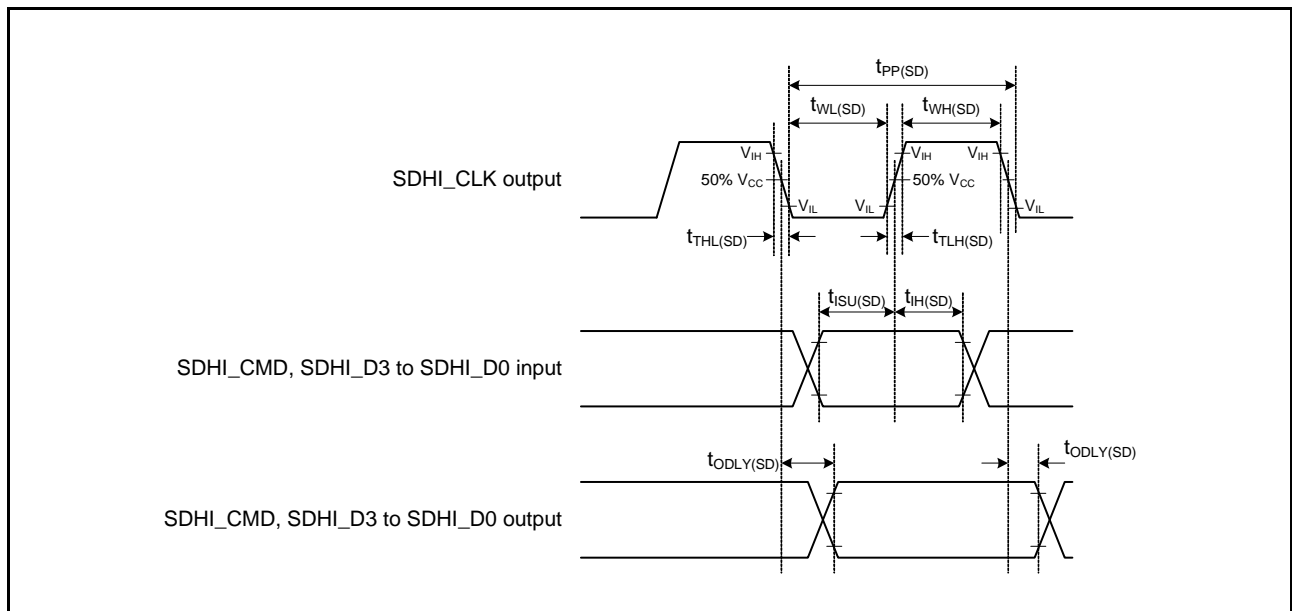 tPP(SD)
tWL(SD) tWH(SD)
VIH VIH VIH
SDHI_CLK output 50% VCC 50% VCC
VIL VIL VIL
tTHL(SD) tTLH(SD)
tISU(SD) tIH(SD)
SDHI_CMD, SDHI_D3 to SDHI_D0 input
tODLY(SD) tODLY(SD)
SDHI_CMD, SDHI_D3 to SDHI_D0 output